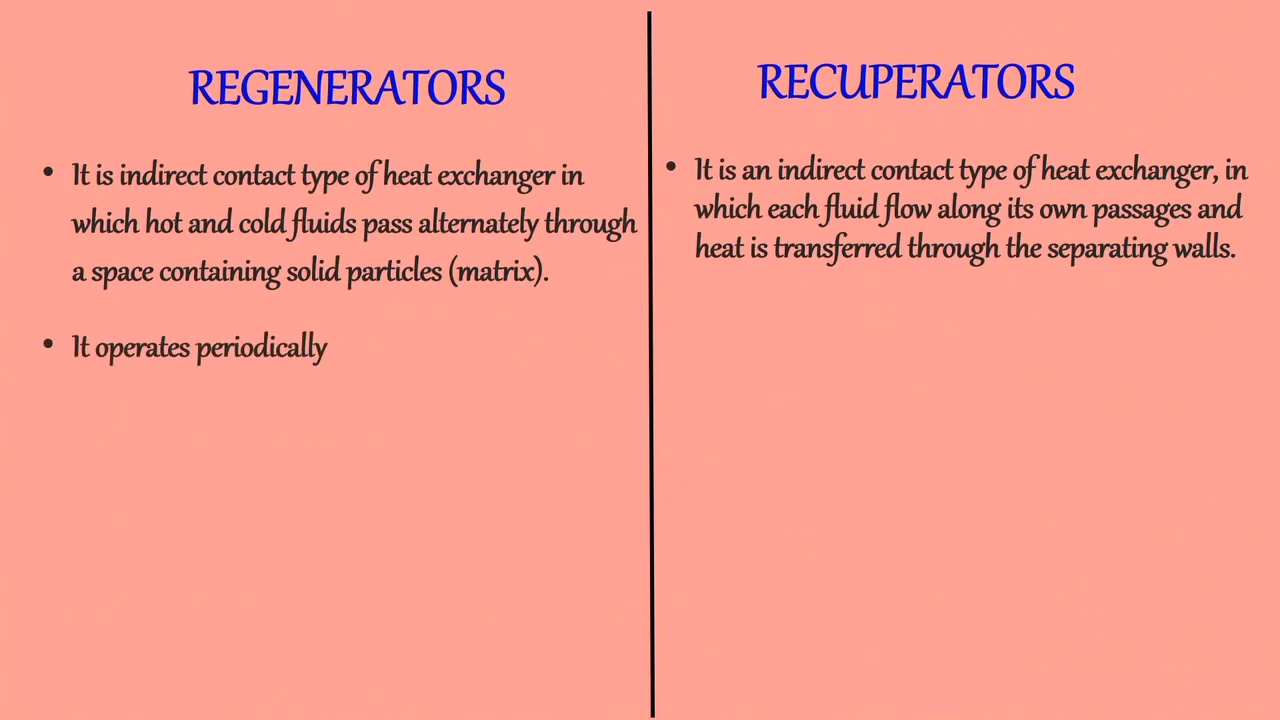 REGENERATORS
• It is indirect contact type of heat exchanger in
which hot and cold fluids pass alternately through
a space containing solid particles (matrix).
• It operates periodically
RECUPERATORS
• It is an indirect contact type of heat exchanger, in
which each fluid flow along its own passages and
heat is transferred through the separating walls.